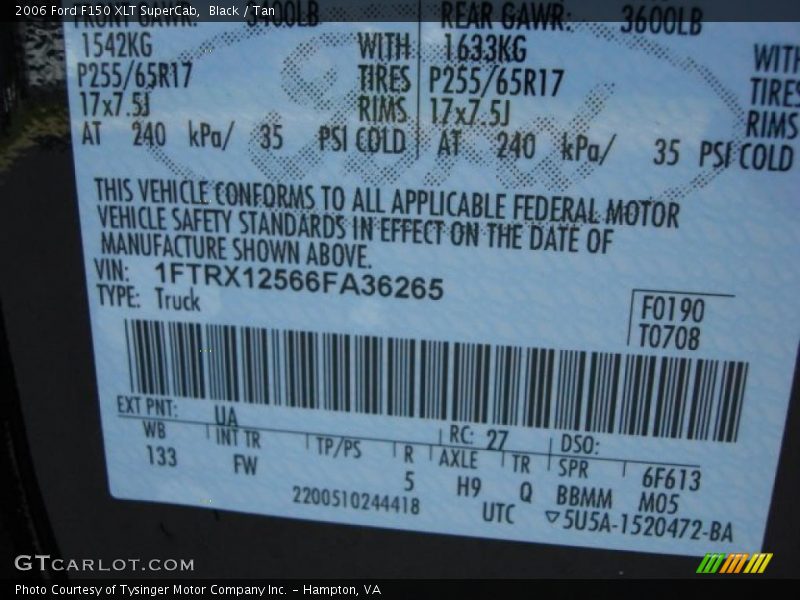 2006 Ford F150 XLT SuperCab, Black / Tan
FRONT GAWR: 3400LB REAR GAWR: 3600LB
1542KG WITH 1633KG WITH
P255/65R17 TIRES P255/65R17 TIRES
17x7.5J RIMS 17x7.5J RIMS
AT 240 kPa/ 35 PSI COLD AT 240 kPa/ 35 PSI COLD
Ford
THIS VEHICLE CONFORMS TO ALL APPLICABLE FEDERAL MOTOR
VEHICLE SAFETY STANDARDS IN EFFECT ON THE DATE OF
MANUFACTURE SHOWN ABOVE.
VIN: 1FTRX12566FA36265
TYPE: Truck
F0190
T0708
EXT PNT: UA RC: 27 DSO:
WB INT TR TP/PS R AXLE TR SPR 6F613
133 FW 5 H9 Q BBMM M05
2200510244418 UTC ▽5U5A-1520472-BA
GTCARLOT.COM
Photo Courtesy of Tysinger Motor Company Inc. – Hampton, VA